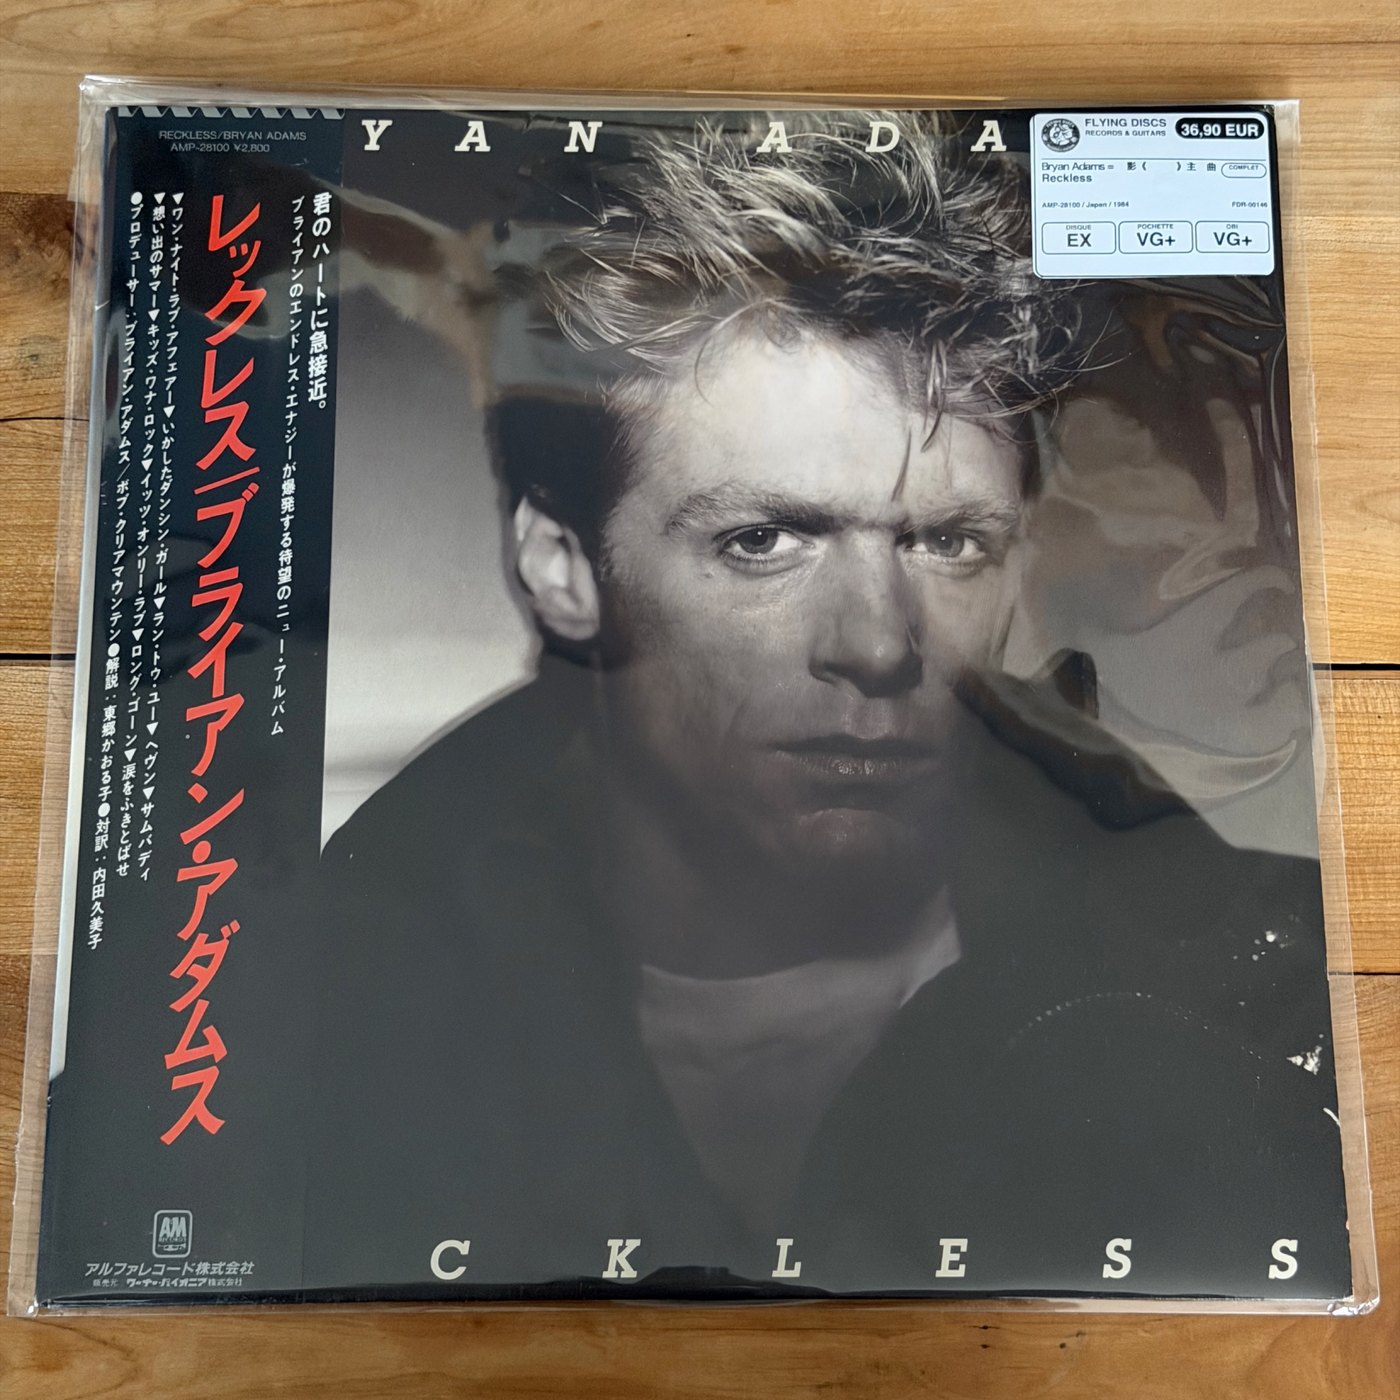 RECKLESS/BRYAN ADAMS
AMP-28100 ¥2,800
君のハートに急接近。
ブライアンのエンドレス・エナジーが爆発する待望のニュー・アルバム
レックレス/ブライアン・アダムス
▼ワン・ナイト・ラブ・アフェアー▼いかしたダンシン・ガール▼ラン・トゥ・ユー▼ヘヴン▼サムバディ
▼想い出のサマー▼キッズ・ワナ・ロック▼イッツ・オンリー・ラブ▼ロング・ゴーン▼涙をふきとばせ
●プロデューサー:ブライアン・アダムス/ボブ・クリアマウンテン●解説:東郷かおる子●対訳:内田久美子
AM
RECORDS
アルファレコード株式会社
販売元 ワーナー・パイオニア株式会社
YAN ADA
FLYING DISCS
RECORDS & GUITARS
36,90 EUR
Bryan Adams = 影《 》主 曲
COMPLET
Reckless
AMP-28100 / Japan / 1984
FDR-00146
DISQUE
EX
POCHETTE
VG+
OBI
VG+
CKLESS